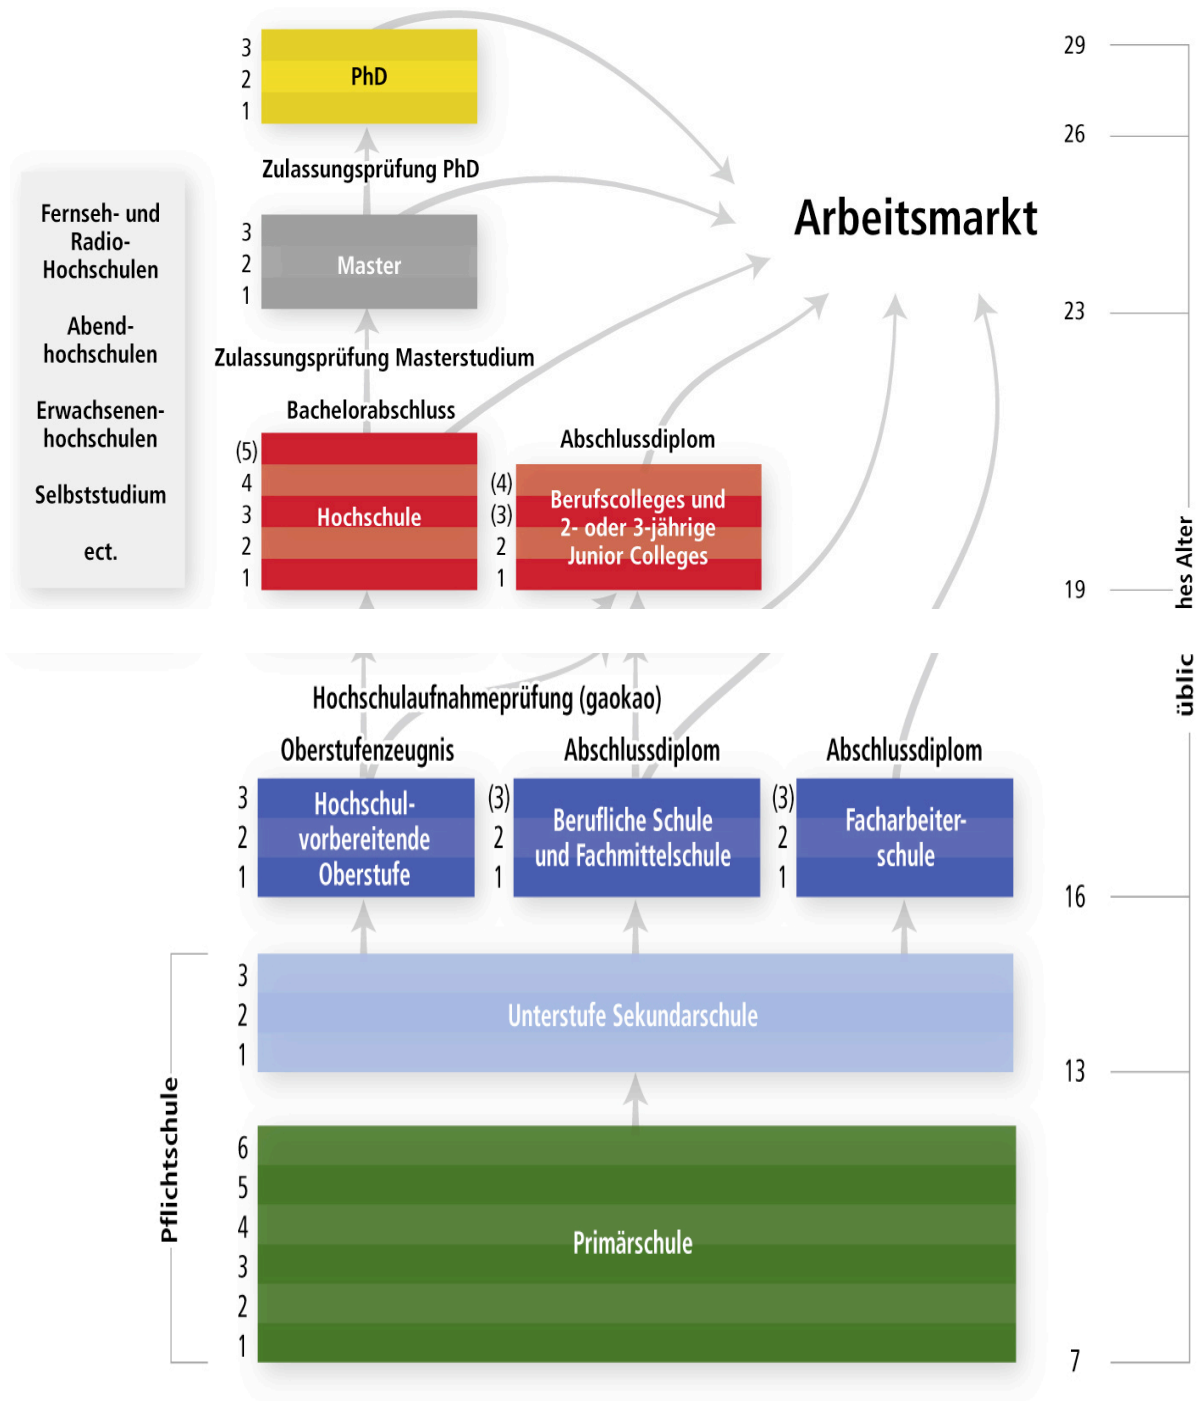 29
3
2
1
PhD
26
Zulassungsprüfung PhD
Arbeitsmarkt
Fernseh- und
Radio-
Hochschulen
Abend-
hochschulen
Erwachsenen-
hochschulen
Selbststudium
ect.
3
2
1
Master
23
Zulassungsprüfung Masterstudium
Bachelorabschluss
(5)
4
3
2
1
Hochschule
Abschlussdiplom
(4)
(3)
2
1
Berufscolleges und
2- oder 3-jährige
Junior Colleges
19
hes Alter
üblic
Hochschulaufnahmeprüfung (gaokao)
Oberstufenzeugnis
3
2
1
Hochschul-
vorbereitende
Oberstufe
Abschlussdiplom
(3)
2
1
Berufliche Schule
und Fachmittelschule
Abschlussdiplom
(3)
2
1
Facharbeiter-
schule
16
3
2
1
Unterstufe Sekundarschule
13
Pflichtschule
6
5
4
3
2
1
Primärschule
7